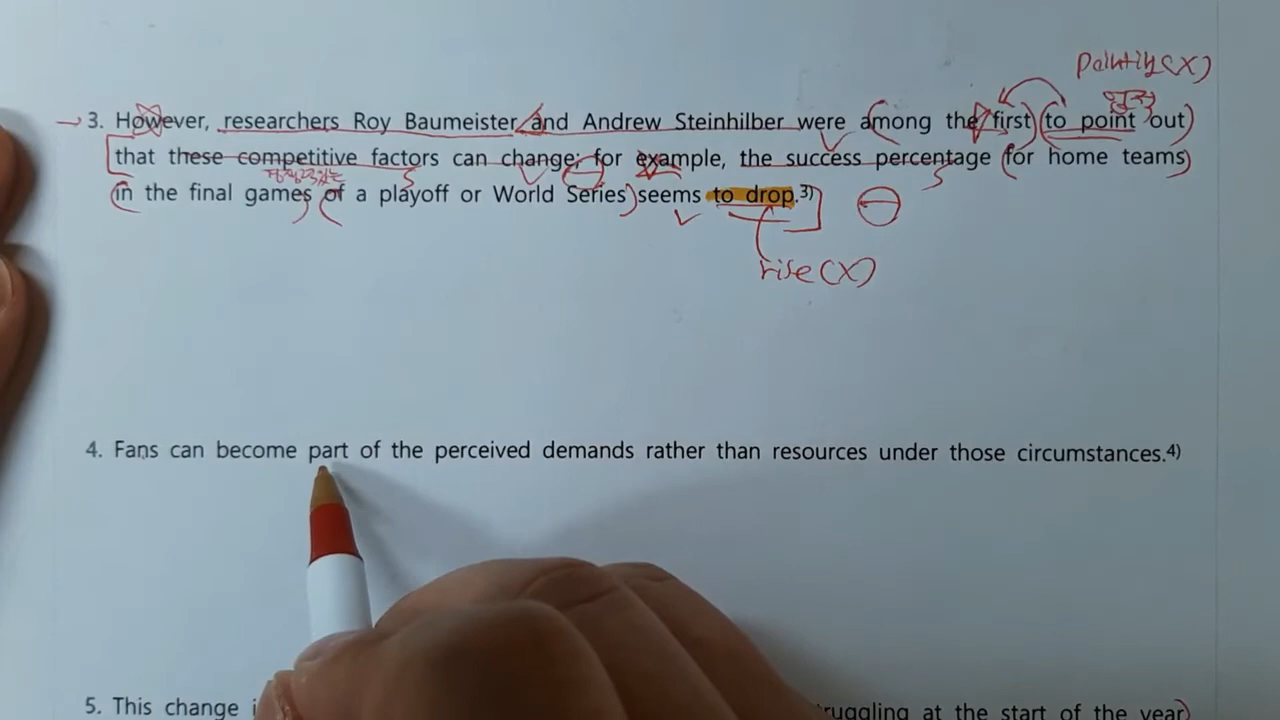 pointing(X)
형적
→ 3. However, researchers Roy Baumeister and Andrew Steinhilber were among the first to point out
that these competitive factors can change; for example, the success percentage for home teams
in the final games of a playoff or World Series seems to drop.3)
rise(X)
4. Fans can become part of the perceived demands rather than resources under those circumstances.4)
5. This change i ruggling at the start of the year